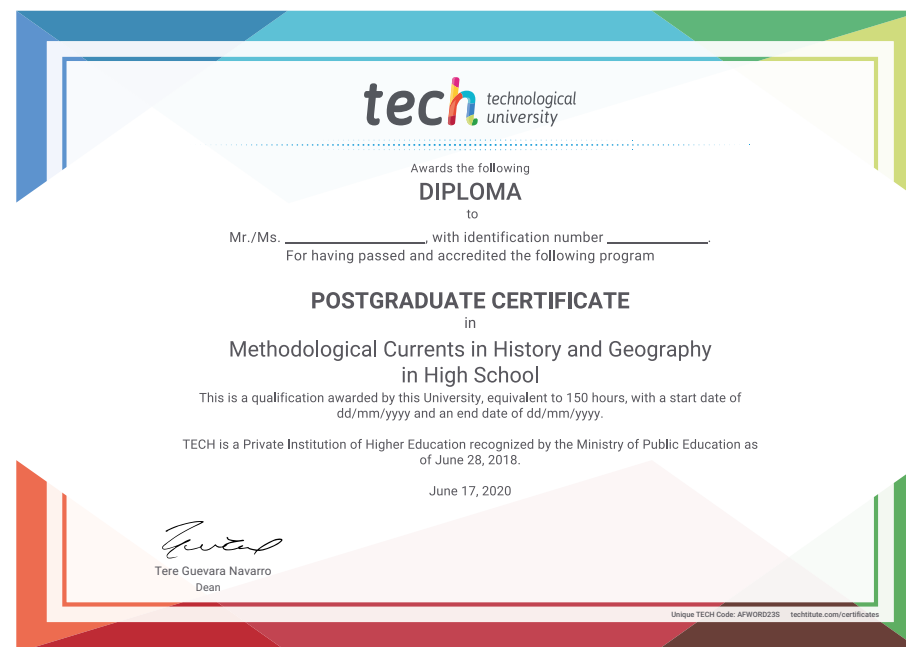 tech technological
university
Awards the following
DIPLOMA
to
Mr./Ms. ____________, with identification number ____________.
For having passed and accredited the following program
POSTGRADUATE CERTIFICATE
in
Methodological Currents in History and Geography
in High School
This is a qualification awarded by this University, equivalent to 150 hours, with a start date of
dd/mm/yyyy and an end date of dd/mm/yyyy.
TECH is a Private Institution of Higher Education recognized by the Ministry of Public Education as
of June 28, 2018.
June 17, 2020
Tere Guevara Navarro
Dean
Unique TECH Code: AFWORD23S techtitute.com/certificates